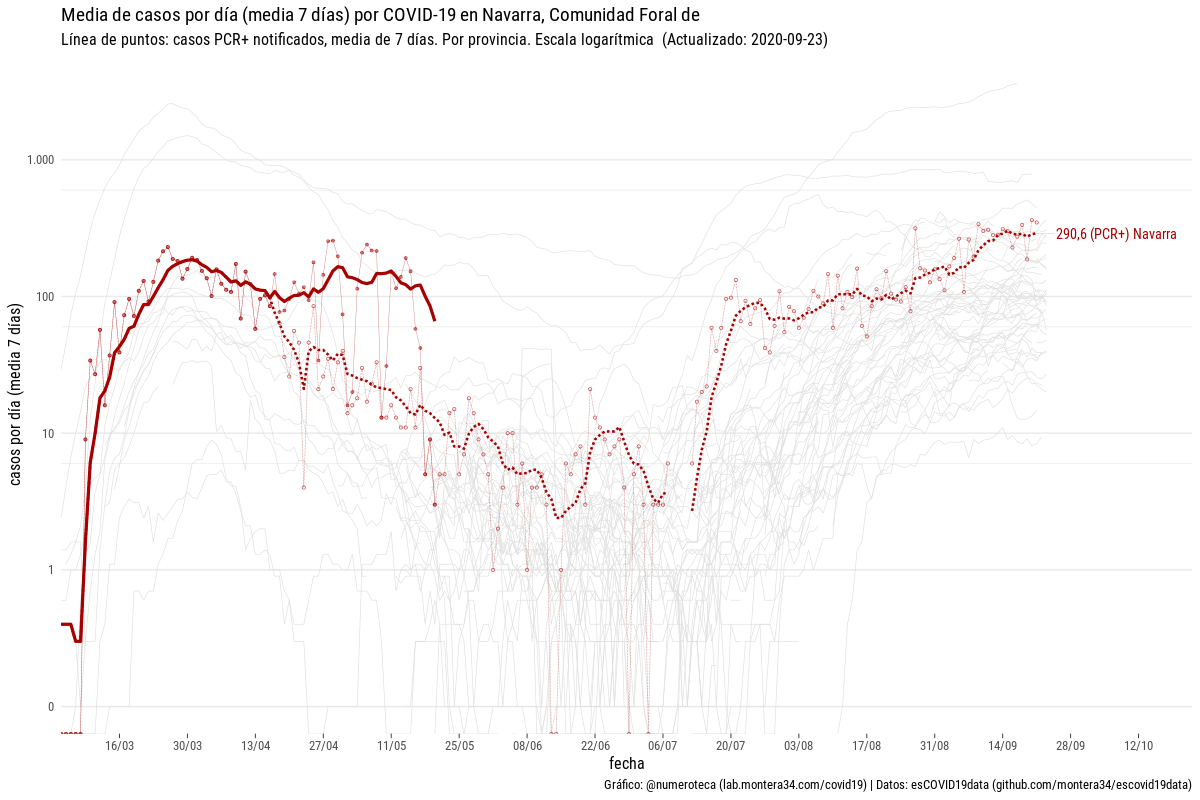 Media de casos por día (media 7 días) por COVID-19 en Navarra, Comunidad Foral de
Línea de puntos: casos PCR+ notificados, media de 7 días. Por provincia. Escala logarítmica  (Actualizado: 2020-09-23)
casos por día (media 7 días)
1.000
100
10
1
0
290,6 (PCR+) Navarra
16/03 30/03 13/04 27/04 11/05 25/05 08/06 22/06 06/07 20/07 03/08 17/08 31/08 14/09 28/09 12/10
fecha
Gráfico: @numeroteca (lab.montera34.com/covid19) | Datos: esCOVID19data (github.com/montera34/escovid19data)